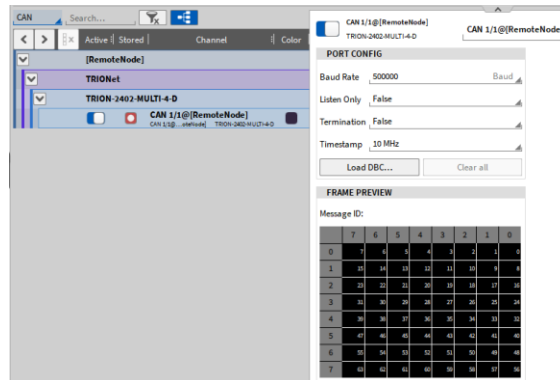 CAN
Search...
Active Stored Channel Color
[RemoteNode]
TRIONet
TRION-2402-MULTI-4-D
CAN 1/1@[RemoteNode]
CAN 1/1@...oteNode] TRION-2402-MULTI-4-D
CAN 1/1@[RemoteNode]
TRION-2402-MULTI-4-D
CAN 1/1@[RemoteNode
PORT CONFIG
Baud Rate 500000 Baud
Listen Only False
Termination False
Timestamp 10 MHz
Load DBC... Clear all
FRAME PREVIEW
Message ID:
7 6 5 4 3 2 1 0
0 7 6 5 4 3 2 1 0
1 15 14 13 12 11 10 9 8
2 23 22 21 20 19 18 17 16
3 31 30 29 28 27 26 25 24
4 39 38 37 36 35 34 33 32
5 47 46 45 44 43 42 41 40
6 55 54 53 52 51 50 49 48
7 63 62 61 60 59 58 57 56